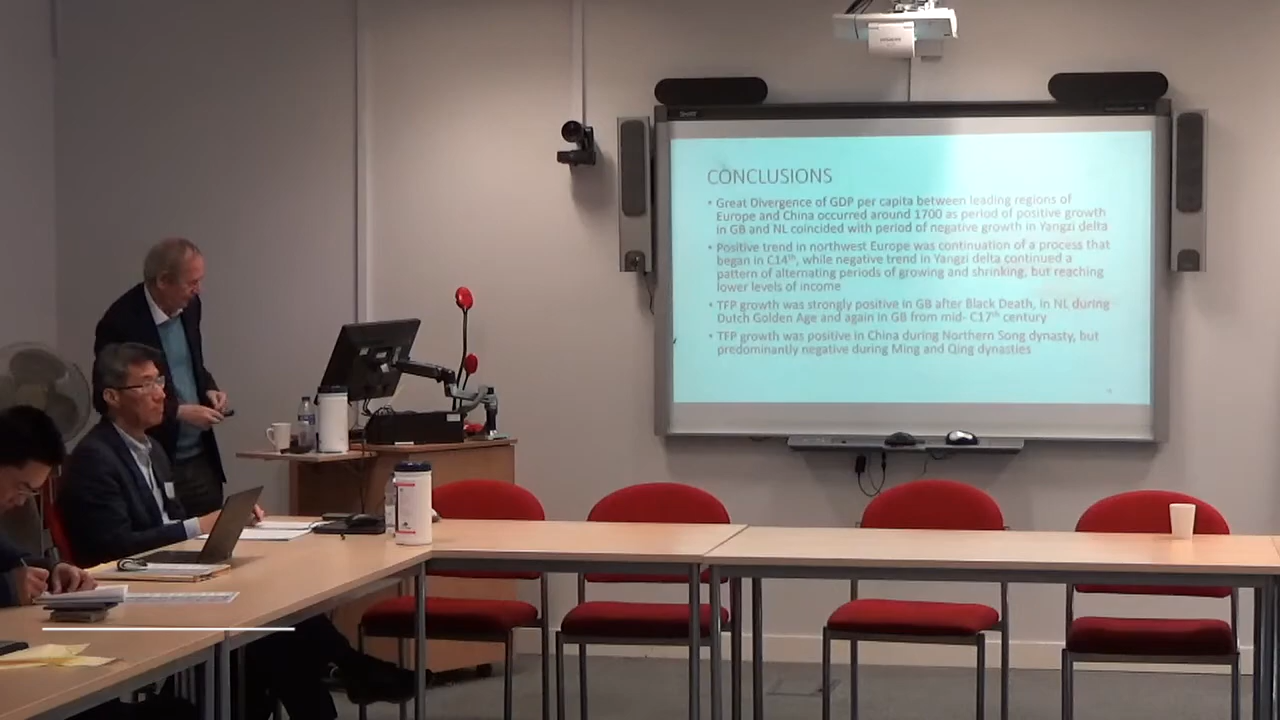 CONCLUSIONS
• Great Divergence of GDP per capita between leading regions of
Europe and China occurred around 1700 as period of positive growth
in GB and NL coincided with period of negative growth in Yangzi delta
• Positive trend in northwest Europe was continuation of a process that
began in C14th, while negative trend in Yangzi delta continued a
pattern of alternating periods of growing and shrinking, but reaching
lower levels of income
• TFP growth was strongly positive in GB after Black Death, in NL during
Dutch Golden Age and again in GB from mid- C17th century
• TFP growth was positive in China during Northern Song dynasty, but
predominantly negative during Ming and Qing dynasties